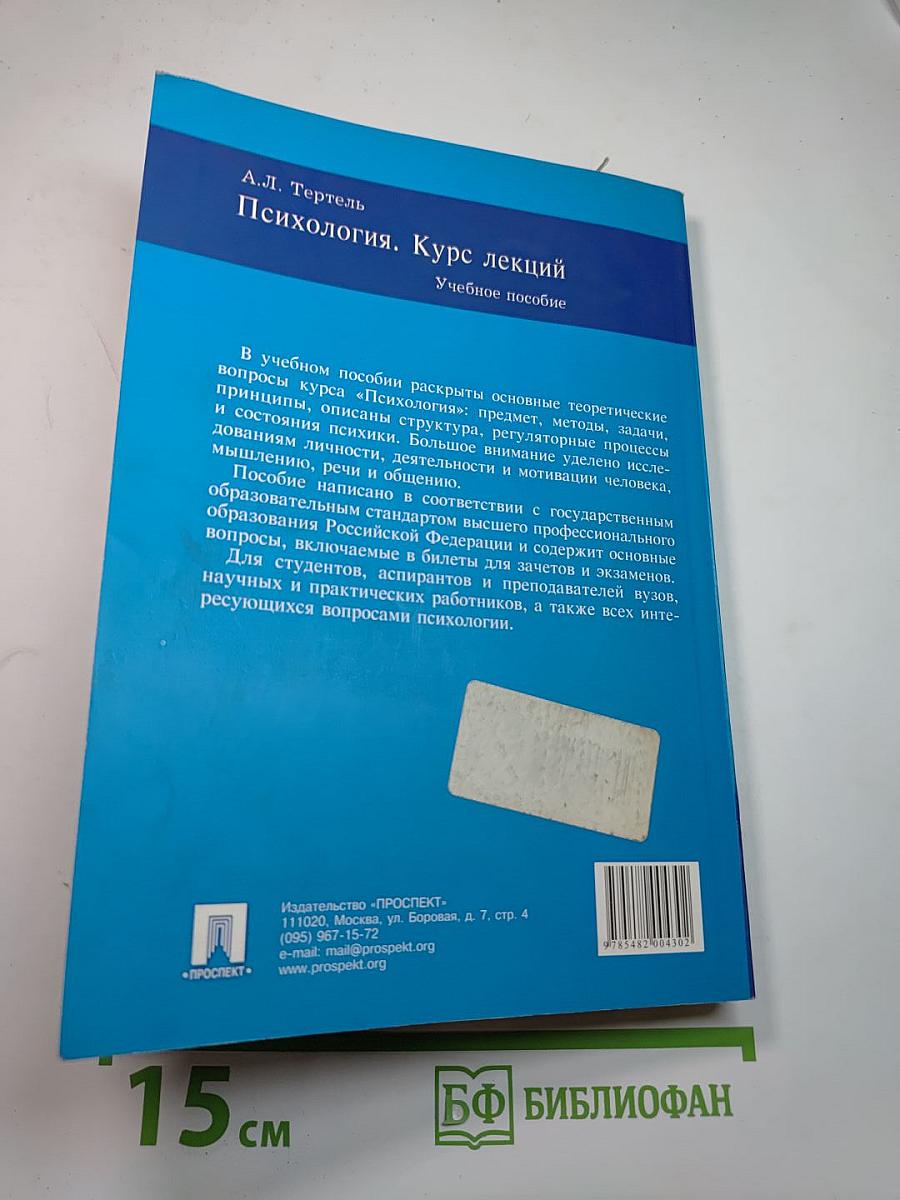 А.Л. Тертель
Психология. Курс лекций
Учебное пособие
В учебном пособии раскрыты основные теоретические
вопросы курса «Психология»: предмет, методы, задачи,
принципы, описаны структура, регуляторные процессы
и состояния психики. Большое внимание уделено иссле-
дованиям личности, деятельности и мотивации человека,
мышлению, речи и общению.
Пособие написано в соответствии с государственным
образовательным стандартом высшего профессионального
образования Российской Федерации и содержит основные
вопросы, включаемые в билеты для зачетов и экзаменов.
Для студентов, аспирантов и преподавателей вузов,
научных и практических работников, а также всех инте-
ресующихся вопросами психологии.
•ПРОСПЕКТ•
Издательство «ПРОСПЕКТ»
111020, Москва, ул. Боровая, д. 7, стр. 4
(095) 967-15-72
e-mail: mail@prospekt.org
www.prospekt.org
9785482004302
15 см
БФ БИБЛИОФАН